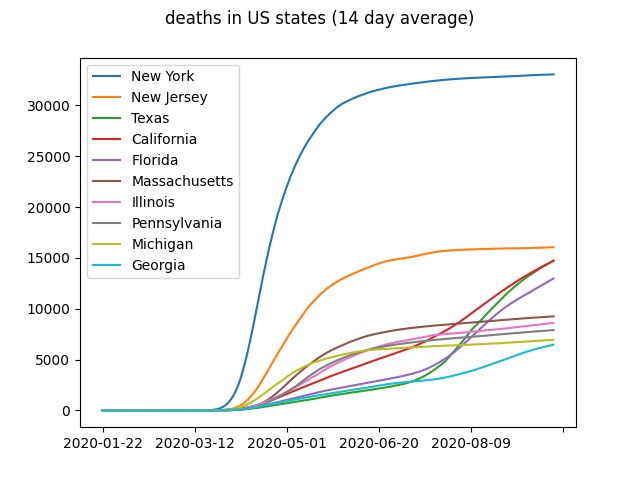 deaths in US states (14 day average)
New York
New Jersey
Texas
California
Florida
Massachusetts
Illinois
Pennsylvania
Michigan
Georgia
30000
25000
20000
15000
10000
5000
0
2020-01-22 2020-03-12 2020-05-01 2020-06-20 2020-08-09